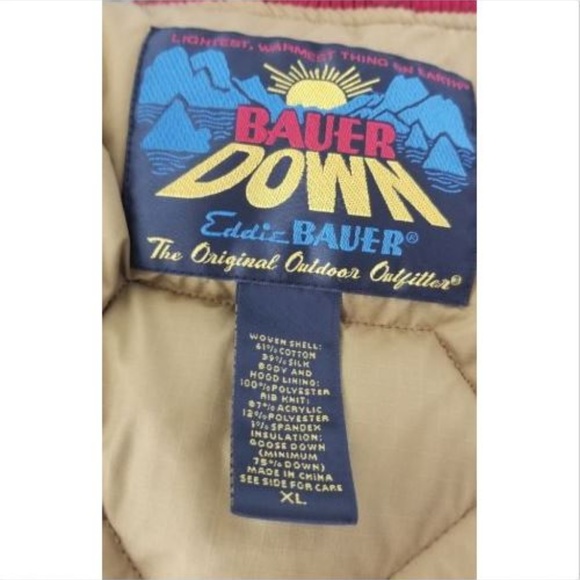 LIGHTEST, WARMEST THING ON EARTH®
BAUER
DOWN
Eddie BAUER®
The Original Outdoor Outfitter®
WOVEN SHELL:
61% COTTON
39% SILK
BODY AND
HOOD LINING:
100% POLYESTER
RIB KNIT:
87% ACRYLIC
12% POLYESTER
1% SPANDEX
INSULATION:
GOOSE DOWN
(MINIMUM
75% DOWN)
MADE IN CHINA
SEE SIDE FOR CARE
XL